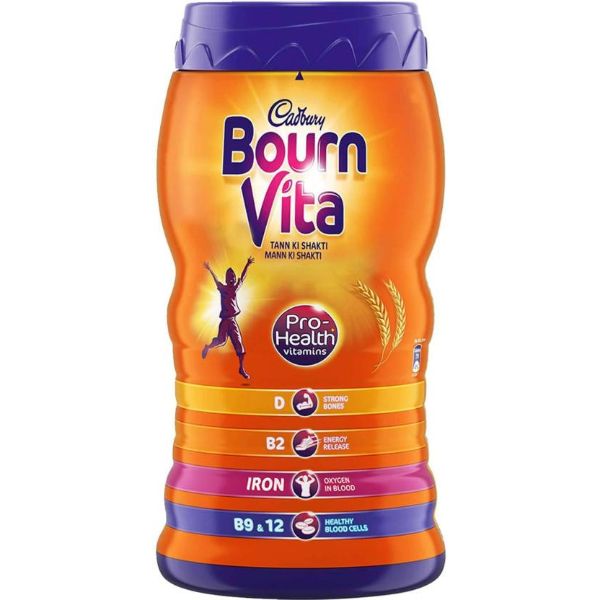 Cadbury
Bourn
Vita
TANN KI SHAKTI
MANN KI SHAKTI
Pro-
Health
vitamins
D STRONG
BONES
B2 ENERGY
RELEASE
IRON OXYGEN
IN BLOOD
B9 & 12 HEALTHY
BLOOD CELLS